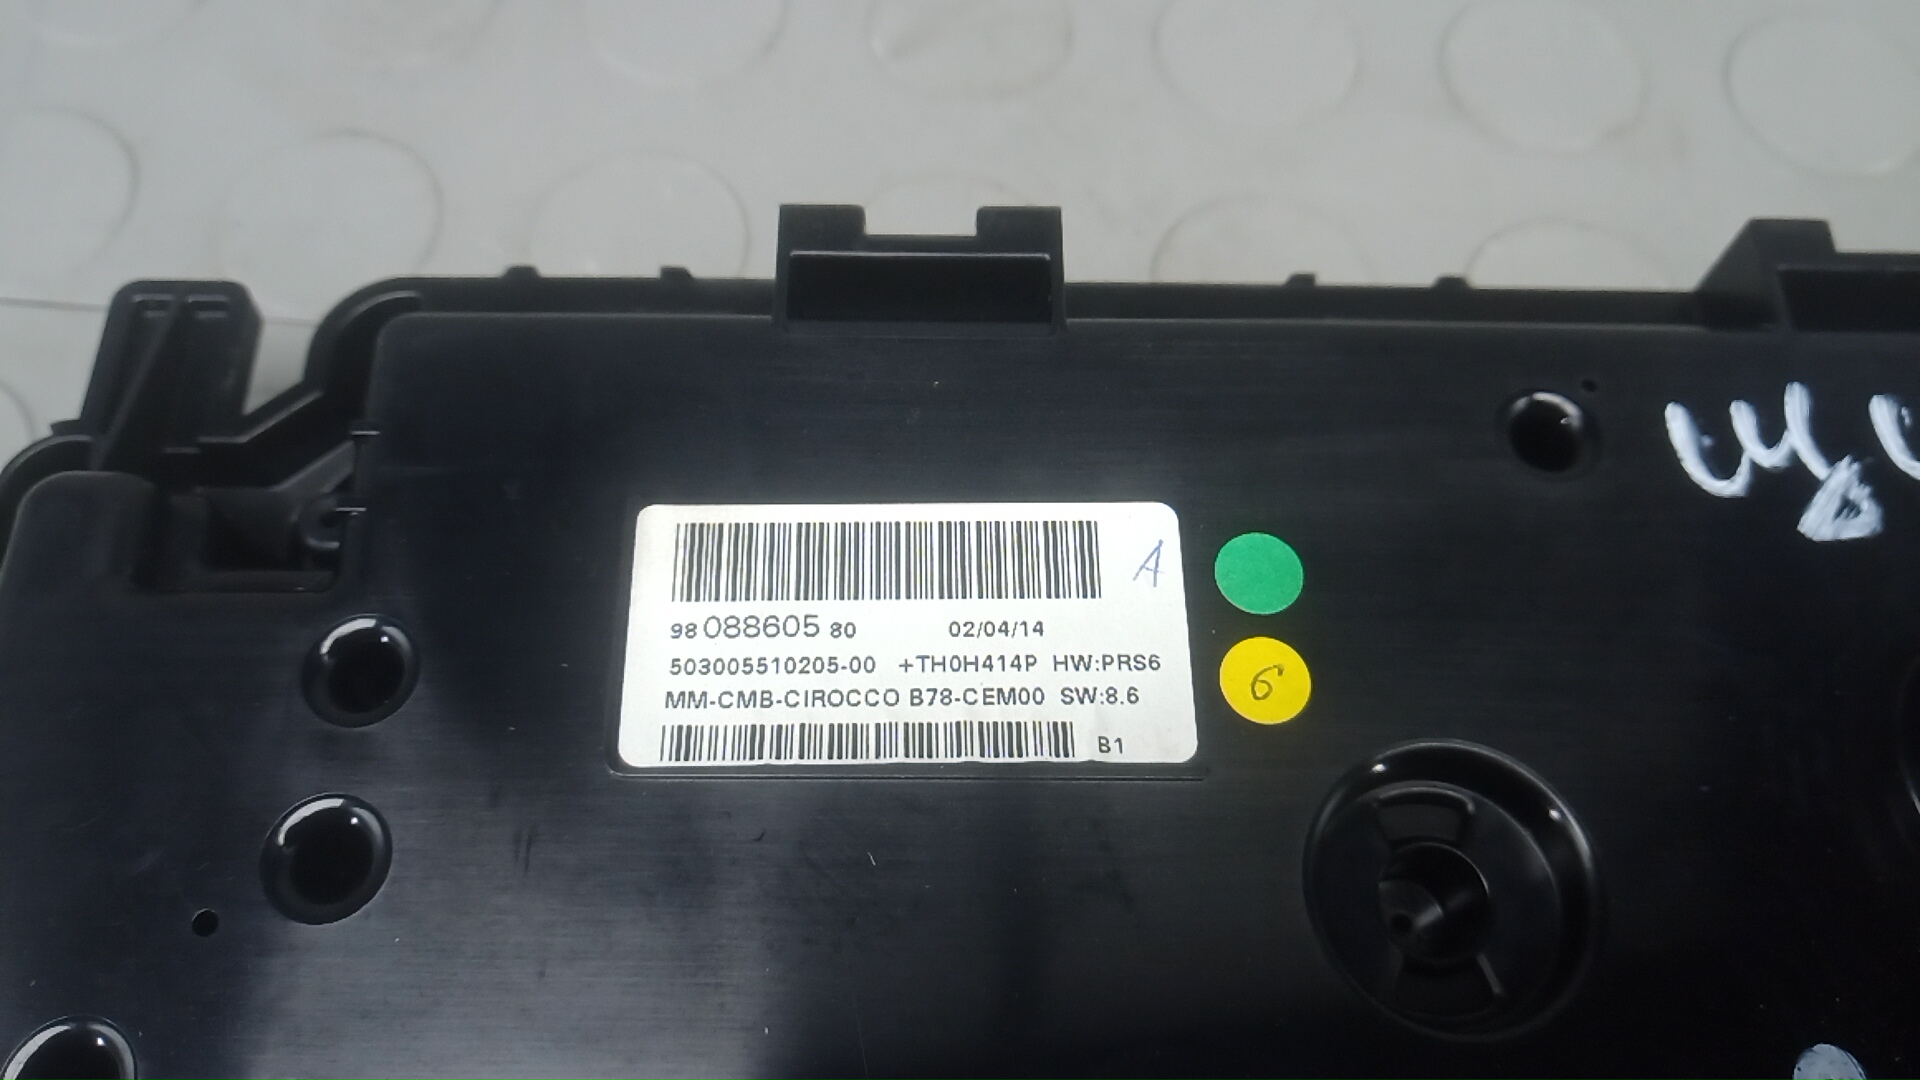 A
98 088605 80 02/04/14
503005510205-00 +TH0H414P HW:PRS6
MM-CMB-CIROCCO B78-CEM00 SW:8.6
B1
6